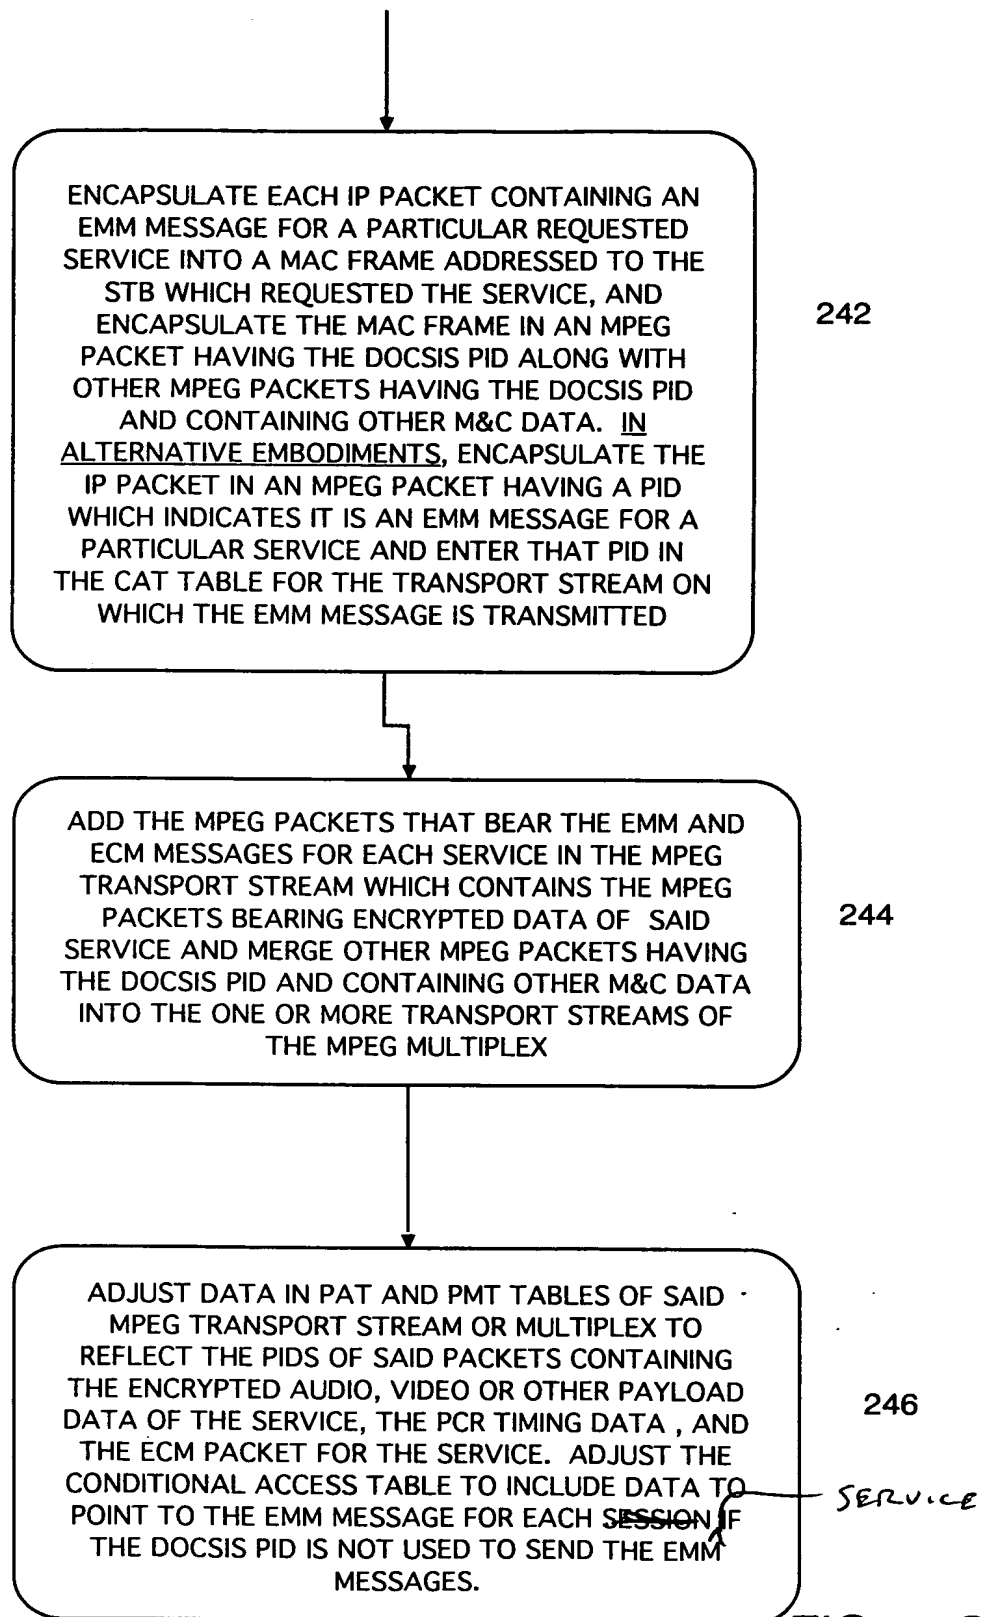 ENCAPSULATE EACH IP PACKET CONTAINING AN
EMM MESSAGE FOR A PARTICULAR REQUESTED
SERVICE INTO A MAC FRAME ADDRESSED TO THE
STB WHICH REQUESTED THE SERVICE, AND
ENCAPSULATE THE MAC FRAME IN AN MPEG
PACKET HAVING THE DOCSIS PID ALONG WITH
OTHER MPEG PACKETS HAVING THE DOCSIS PID
AND CONTAINING OTHER M&C DATA. IN
ALTERNATIVE EMBODIMENTS, ENCAPSULATE THE
IP PACKET IN AN MPEG PACKET HAVING A PID
WHICH INDICATES IT IS AN EMM MESSAGE FOR A
PARTICULAR SERVICE AND ENTER THAT PID IN
THE CAT TABLE FOR THE TRANSPORT STREAM ON
WHICH THE EMM MESSAGE IS TRANSMITTED
242
ADD THE MPEG PACKETS THAT BEAR THE EMM AND
ECM MESSAGES FOR EACH SERVICE IN THE MPEG
TRANSPORT STREAM WHICH CONTAINS THE MPEG
PACKETS BEARING ENCRYPTED DATA OF SAID
SERVICE AND MERGE OTHER MPEG PACKETS HAVING
THE DOCSIS PID AND CONTAINING OTHER M&C DATA
INTO THE ONE OR MORE TRANSPORT STREAMS OF
THE MPEG MULTIPLEX
244
ADJUST DATA IN PAT AND PMT TABLES OF SAID
MPEG TRANSPORT STREAM OR MULTIPLEX TO
REFLECT THE PIDS OF SAID PACKETS CONTAINING
THE ENCRYPTED AUDIO, VIDEO OR OTHER PAYLOAD
DATA OF THE SERVICE, THE PCR TIMING DATA , AND
THE ECM PACKET FOR THE SERVICE. ADJUST THE
CONDITIONAL ACCESS TABLE TO INCLUDE DATA TO
POINT TO THE EMM MESSAGE FOR EACH SESSION IF
THE DOCSIS PID IS NOT USED TO SEND THE EMM
MESSAGES.
246
SERVICE